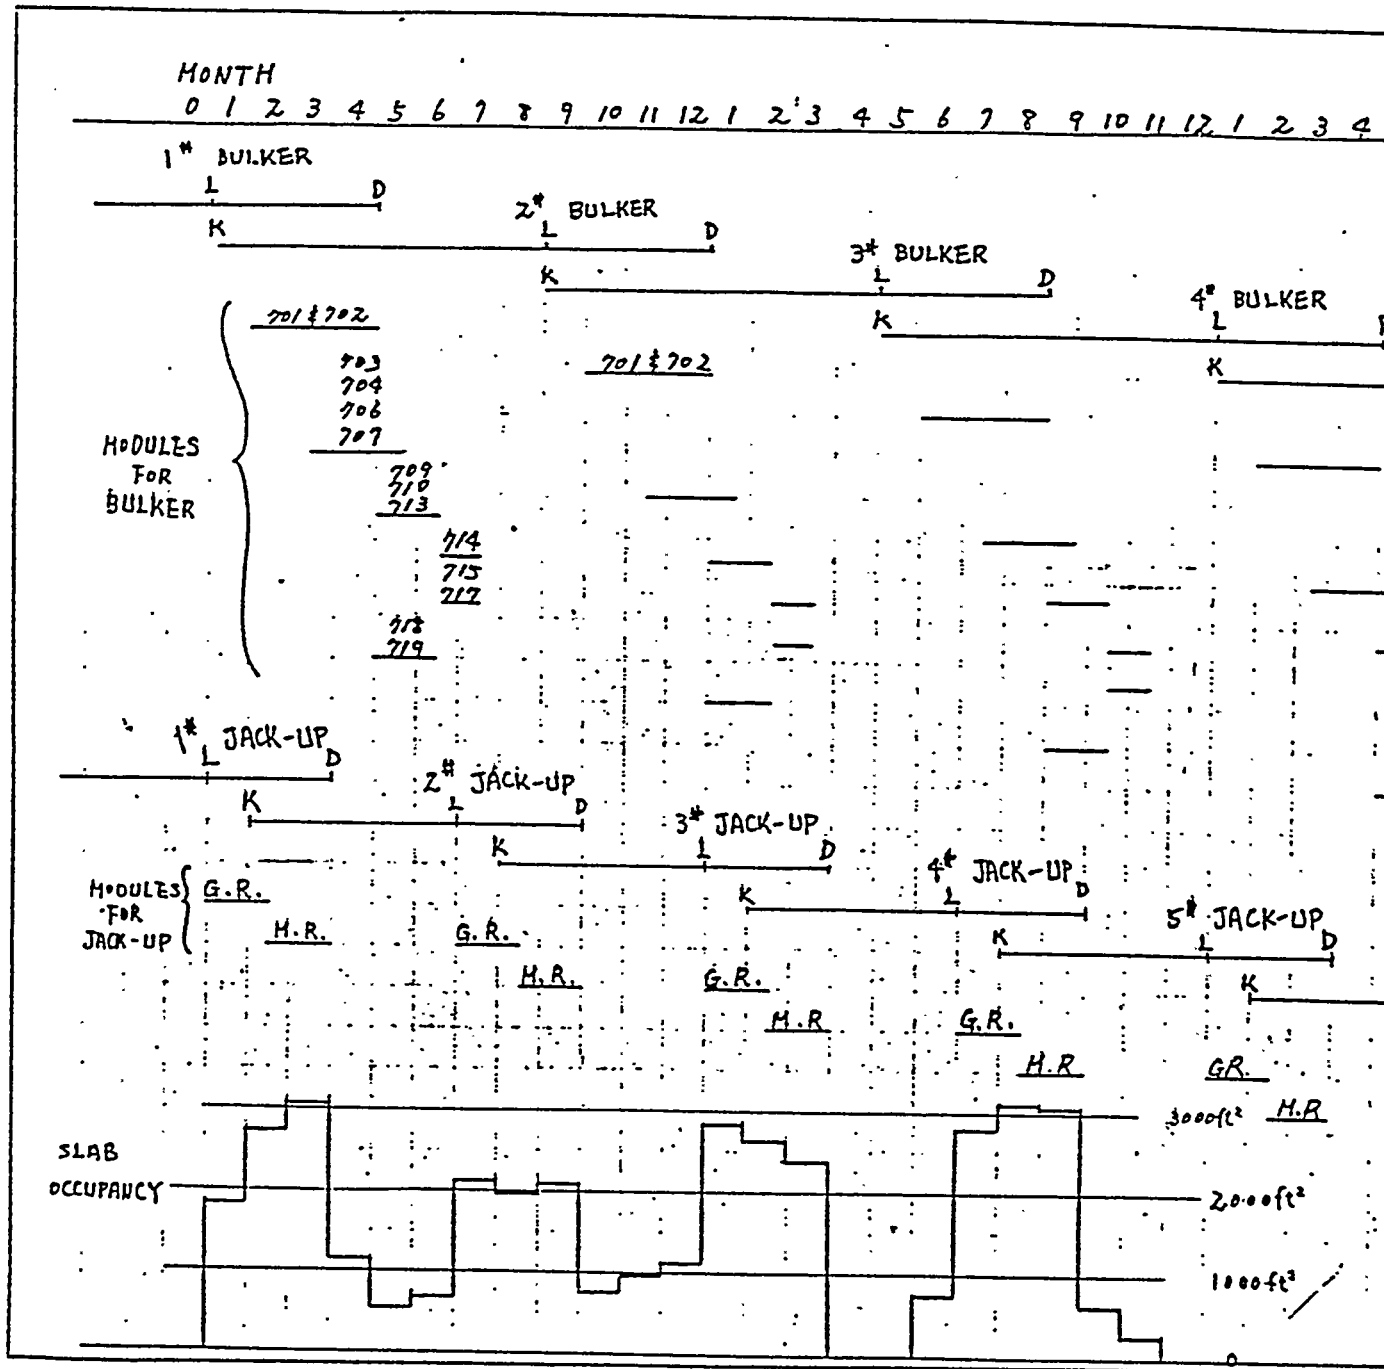 MONTH
0 1 2 3 4 5 6 7 8 9 10 11 12 1 2 3 4 5 6 7 8 9 10 11 12 1 2 3 4
1# BULKER
L D
2# BULKER
K L D
3# BULKER
K L D
4# BULKER
K L
K
701 & 702
703
704
706
707
701 & 702
MODULES
FOR
BULKER
709
710
713
714
715
717
718
719
1# JACK-UP
L D
2# JACK-UP
K L D
3# JACK-UP
K L D
4# JACK-UP
K L D
5# JACK-UP
K L D
K
MODULES
FOR
JACK-UP
G.R.
H.R.
G.R.
H.R.
G.R.
H.R
G.R.
H.R
GR.
H.R
3000ft²
SLAB
OCCUPANCY
2000ft²
1000ft²
0